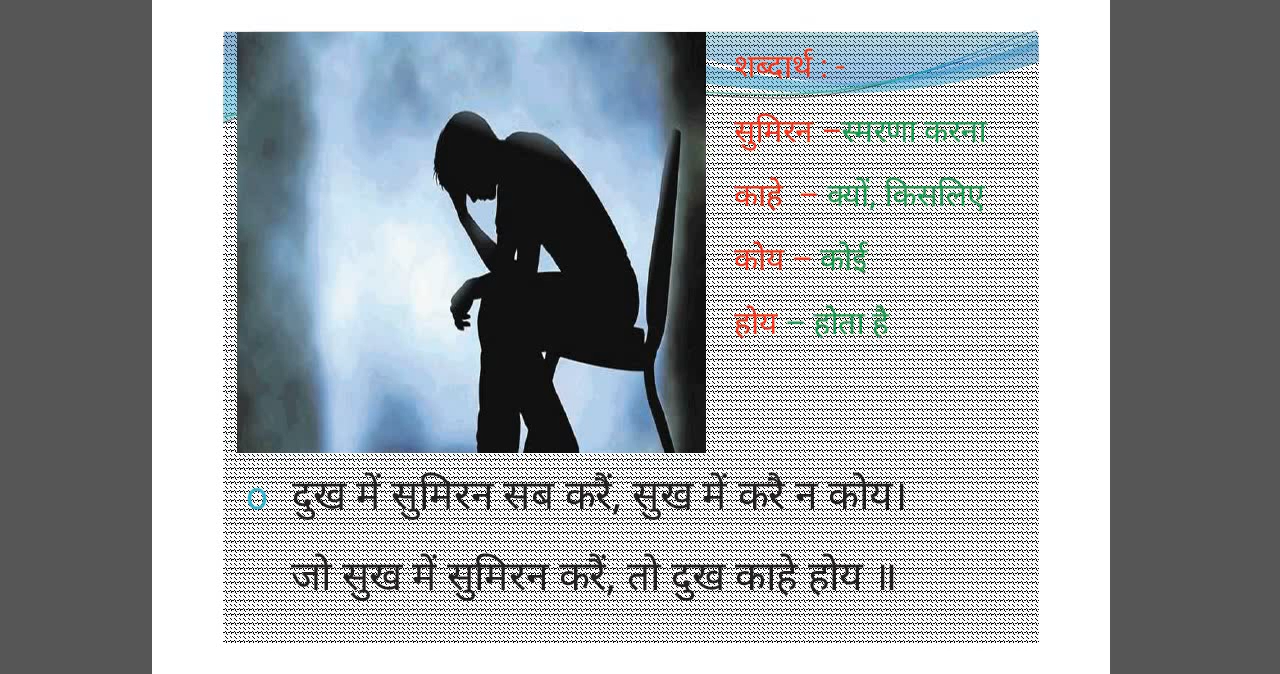 शब्दार्थ : -
सुमिरन –स्मरणा करना
काहे – क्यों, किसलिए
कोय – कोई
होय – होता है
दुख में सुमिरन सब करैं, सुख में करै न कोय।
जो सुख में सुमिरन करैं, तो दुख काहे होय ॥